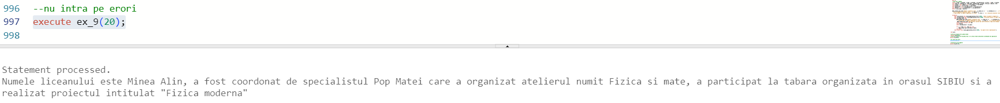 996 --nu intra pe erori
997 execute ex_9(20);
998
Statement processed.
Numele liceanului este Minea Alin, a fost coordonat de specialistul Pop Matei care a organizat atelierul numit Fizica si mate, a participat la tabara organizata in orasul SIBIU si a
realizat proiectul intitulat "Fizica moderna"